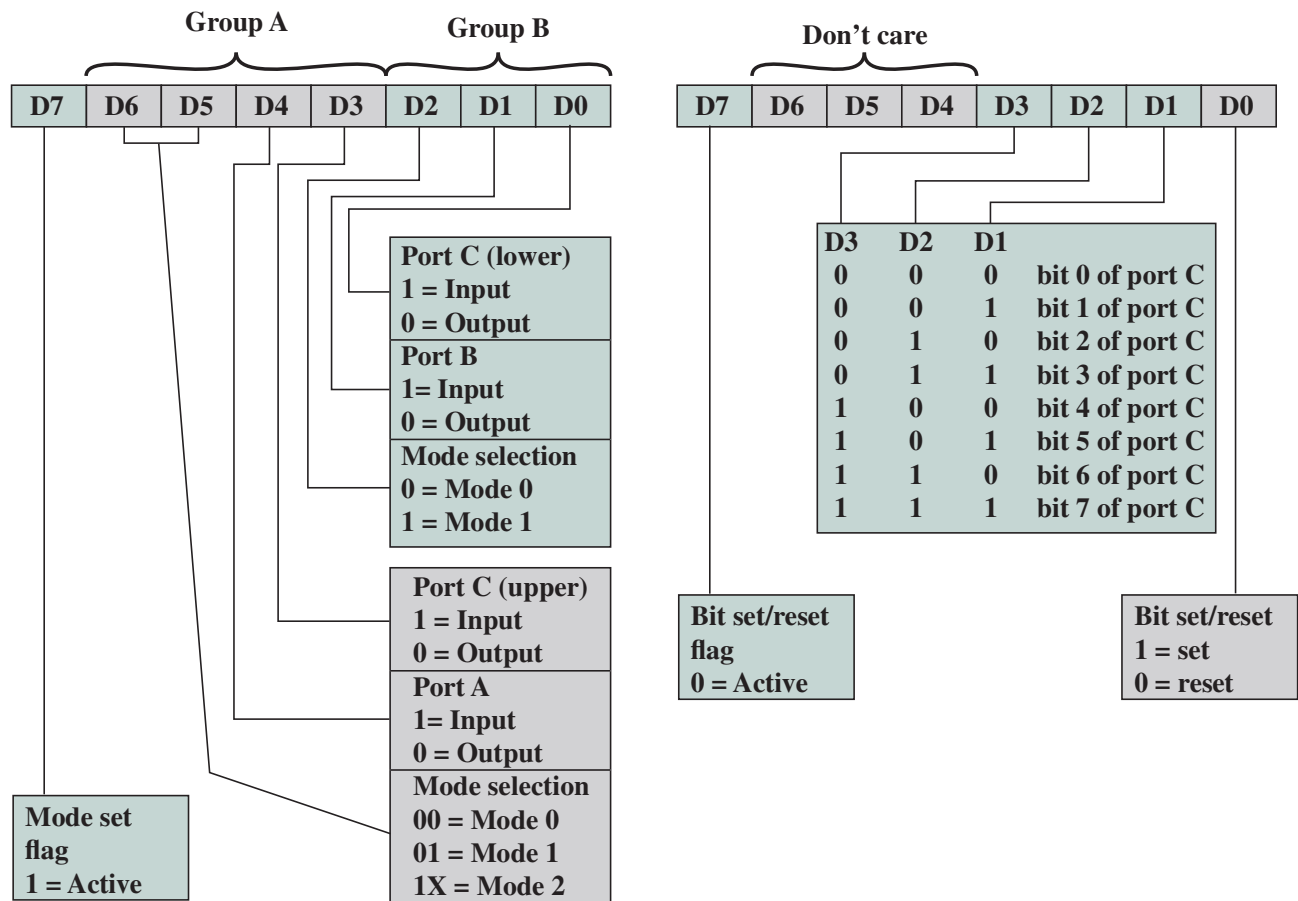 Group A
Group B
D7 D6 D5 D4 D3 D2 D1 D0
Port C (lower)
1 = Input
0 = Output
Port B
1= Input
0 = Output
Mode selection
0 = Mode 0
1 = Mode 1
Port C (upper)
1 = Input
0 = Output
Port A
1= Input
0 = Output
Mode selection
00 = Mode 0
01 = Mode 1
1X = Mode 2
Mode set
flag
1 = Active
Don’t care
D7 D6 D5 D4 D3 D2 D1 D0
D3 D2 D1
0 0 0 bit 0 of port C
0 0 1 bit 1 of port C
0 1 0 bit 2 of port C
0 1 1 bit 3 of port C
1 0 0 bit 4 of port C
1 0 1 bit 5 of port C
1 1 0 bit 6 of port C
1 1 1 bit 7 of port C
Bit set/reset
flag
0 = Active
Bit set/reset
1 = set
0 = reset